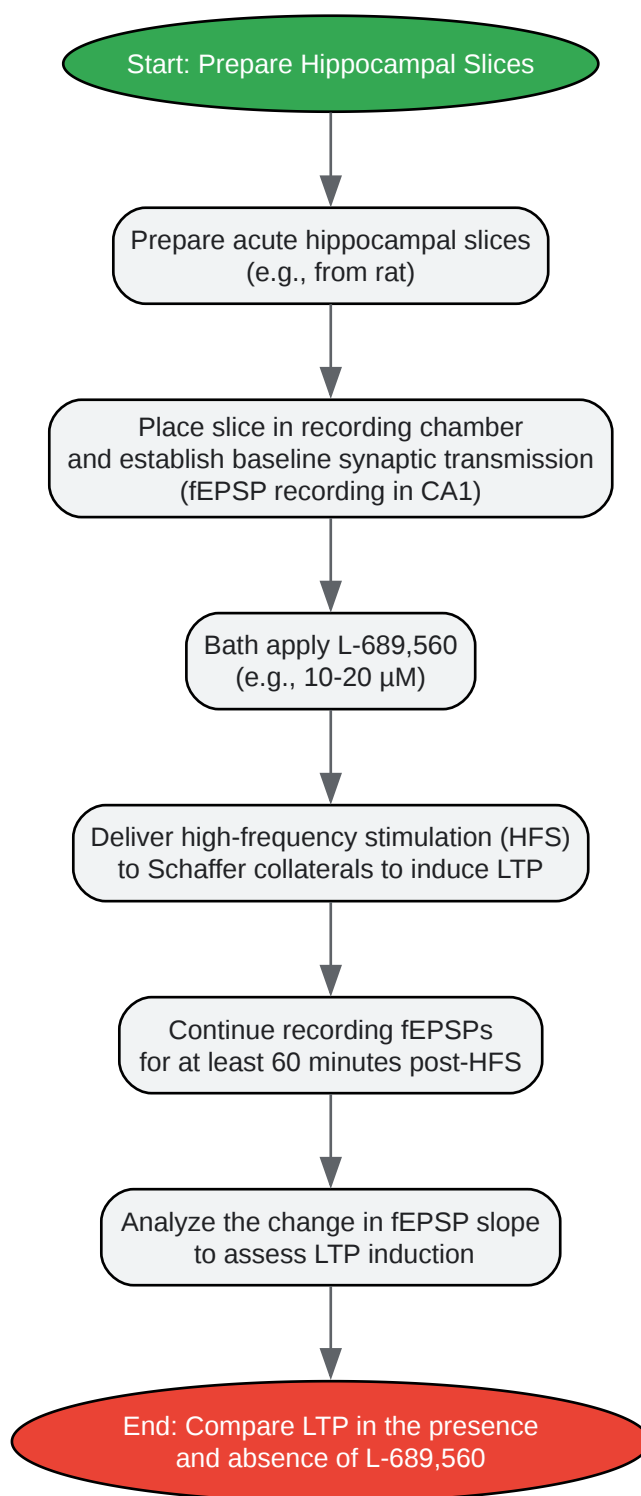 Start: Prepare Hippocampal Slices
Prepare acute hippocampal slices
(e.g., from rat)
Place slice in recording chamber
and establish baseline synaptic transmission
(fEPSP recording in CA1)
Bath apply L-689,560
(e.g., 10-20 µM)
Deliver high-frequency stimulation (HFS)
to Schaffer collaterals to induce LTP
Continue recording fEPSPs
for at least 60 minutes post-HFS
Analyze the change in fEPSP slope
to assess LTP induction
End: Compare LTP in the presence
and absence of L-689,560